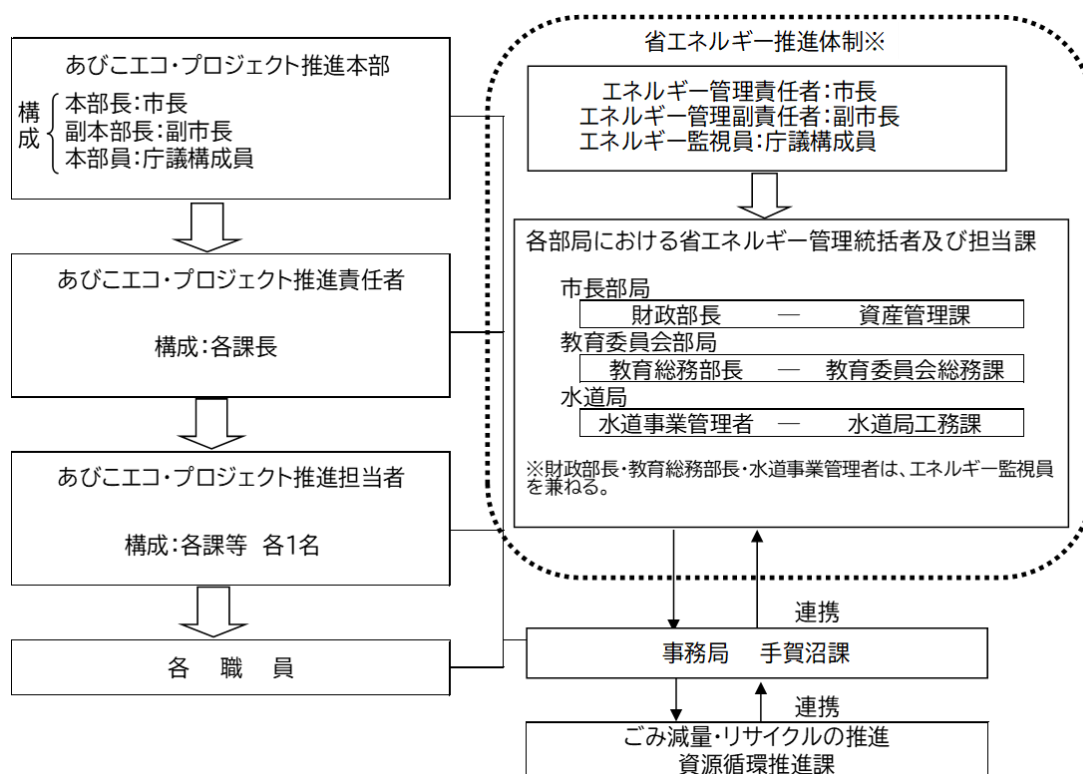 あびこエコ・プロジェクト推進本部
構成
本部長:市長
副本部長:副市長
本部員:庁議構成員
あびこエコ・プロジェクト推進責任者
構成:各課長
あびこエコ・プロジェクト推進担当者
構成:各課等 各1名
各 職 員
省エネルギー推進体制※
エネルギー管理責任者:市長
エネルギー管理副責任者:副市長
エネルギー監視員:庁議構成員
各部局における省エネルギー管理統括者及び担当課
市長部局
財政部長 ― 資産管理課
教育委員会部局
教育総務部長 ― 教育委員会総務課
水道局
水道事業管理者 ― 水道局工務課
※財政部長・教育総務部長・水道事業管理者は、エネルギー監視員
を兼ねる。
連携
事務局 手賀沼課
連携
ごみ減量・リサイクルの推進
資源循環推進課